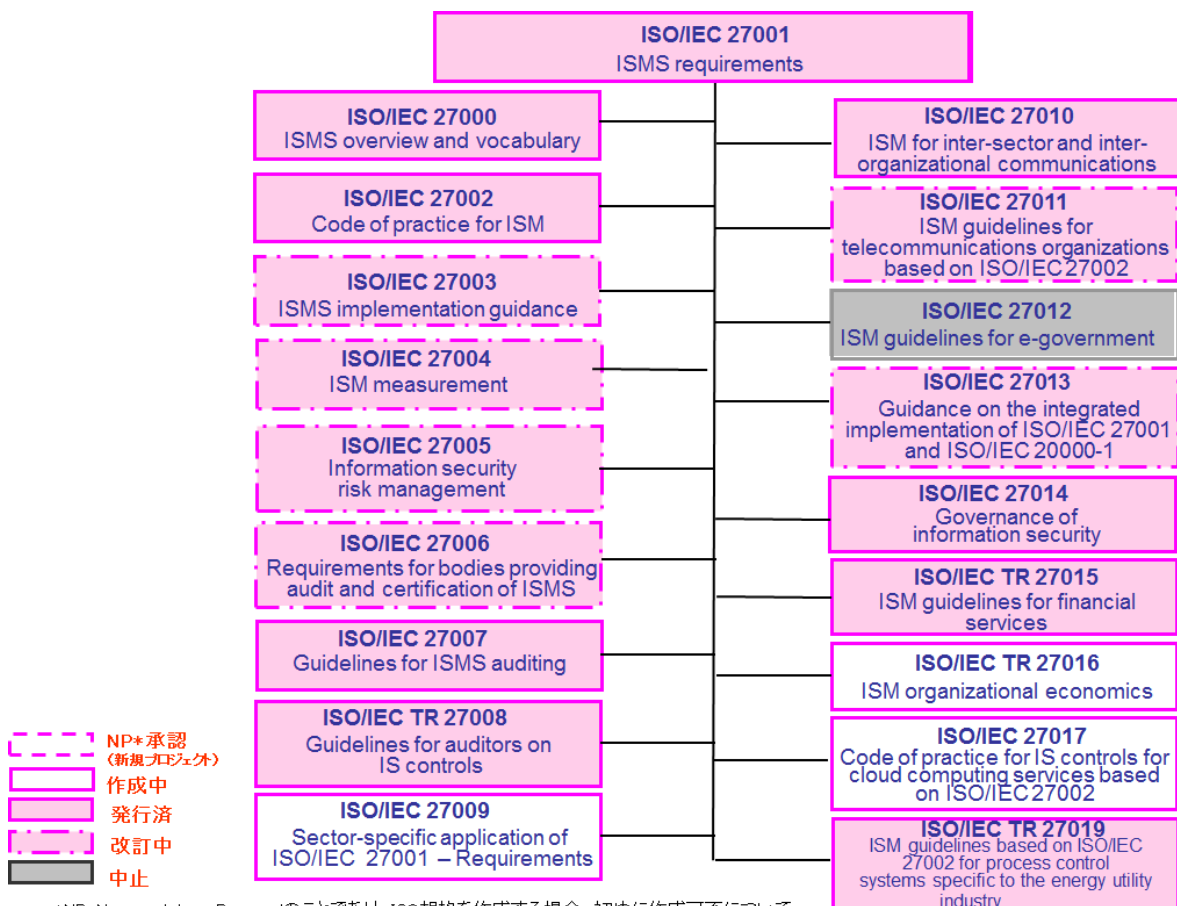 ISO/IEC 27001
ISMS requirements
ISO/IEC 27000
ISMS overview and vocabulary
ISO/IEC 27002
Code of practice for ISM
ISO/IEC 27003
ISMS implementation guidance
ISO/IEC 27004
ISM measurement
ISO/IEC 27005
Information security
risk management
ISO/IEC 27006
Requirements for bodies providing
audit and certification of ISMS
ISO/IEC 27007
Guidelines for ISMS auditing
ISO/IEC TR 27008
Guidelines for auditors on
IS controls
ISO/IEC 27009
Sector-specific application of
ISO/IEC 27001 – Requirements
ISO/IEC 27010
ISM for inter-sector and inter-
organizational communications
ISO/IEC 27011
ISM guidelines for
telecommunications organizations
based on ISO/IEC 27002
ISO/IEC 27012
ISM guidelines for e-government
ISO/IEC 27013
Guidance on the integrated
implementation of ISO/IEC 27001
and ISO/IEC 20000-1
ISO/IEC 27014
Governance of
information security
ISO/IEC TR 27015
ISM guidelines for financial
services
ISO/IEC TR 27016
ISM organizational economics
ISO/IEC 27017
Code of practice for IS controls for
cloud computing services based
on ISO/IEC 27002
ISO/IEC TR 27019
ISM guidelines based on ISO/IEC
27002 for process control
systems specific to the energy utility
industry
NP*承認
(新規プロジェクト)
作成中
発行済
改訂中
中止